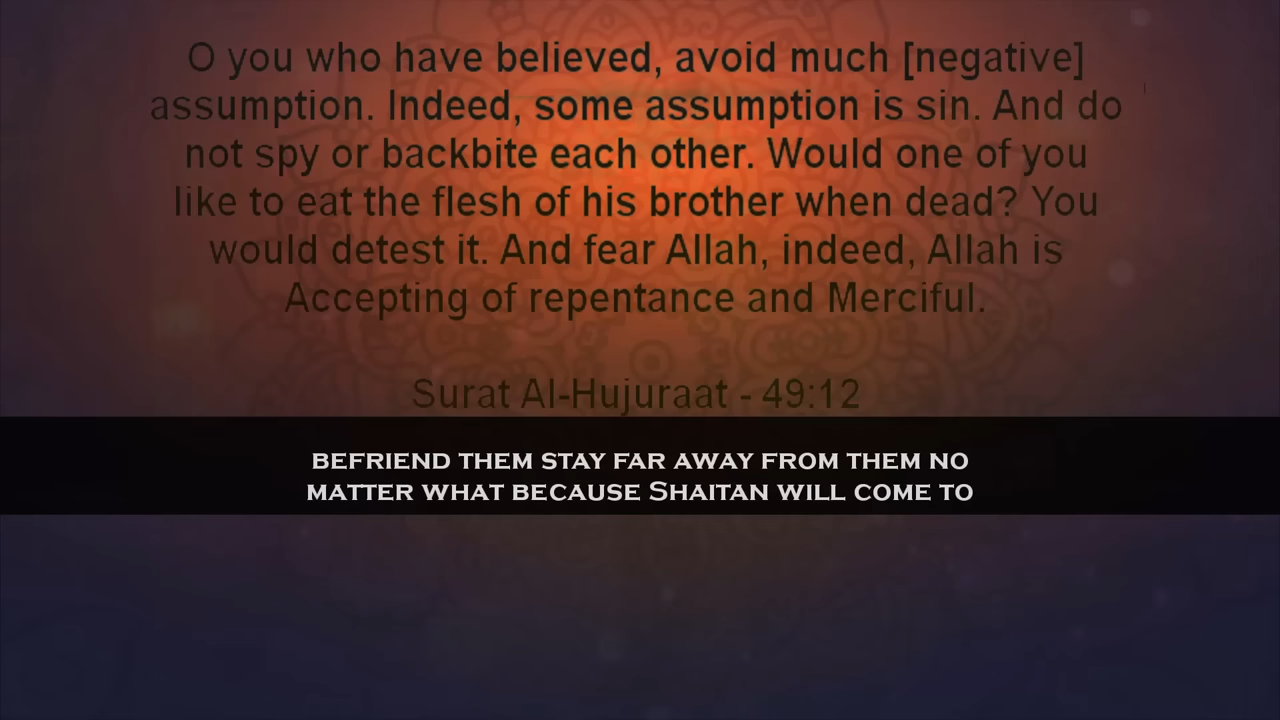 O you who have believed, avoid much [negative]
assumption. Indeed, some assumption is sin. And do
not spy or backbite each other. Would one of you
like to eat the flesh of his brother when dead? You
would detest it. And fear Allah, indeed, Allah is
Accepting of repentance and Merciful.
Surat Al-Hujuraat - 49:12
BEFRIEND THEM STAY FAR AWAY FROM THEM NO
MATTER WHAT BECAUSE SHAITAN WILL COME TO